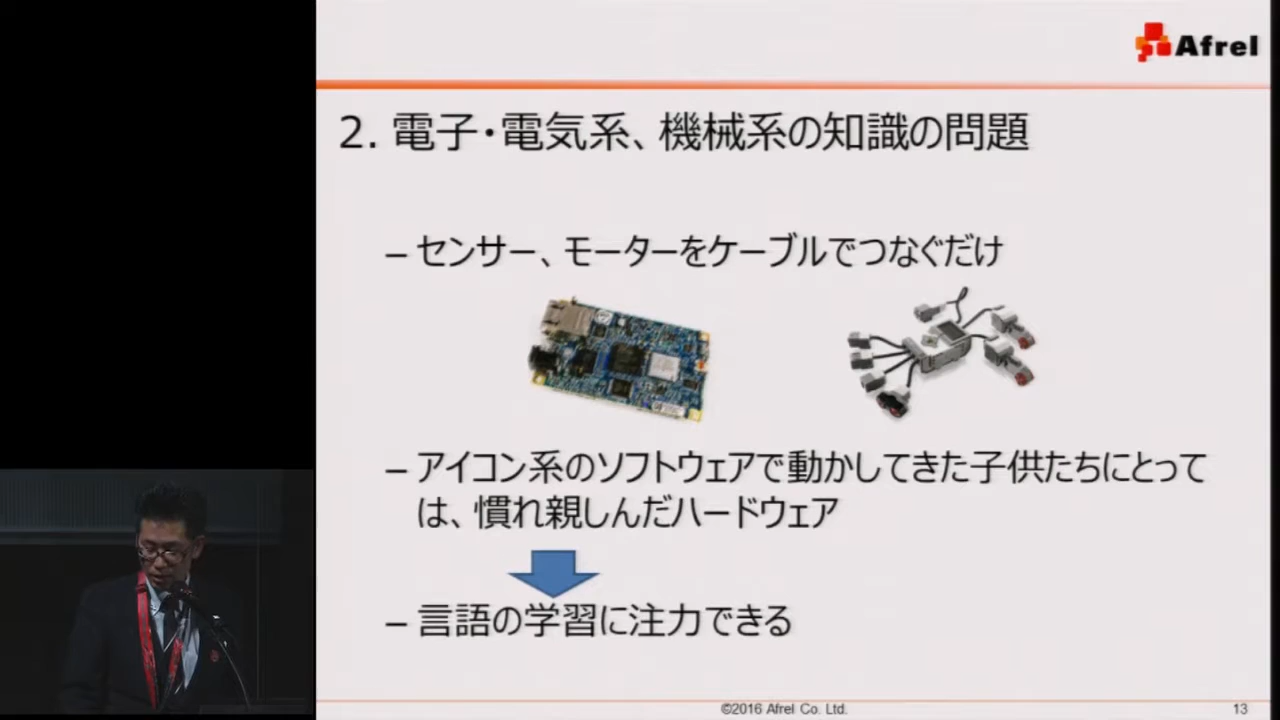 Afrel
2. 電子・電気系、機械系の知識の問題
– センサー、モーターをケーブルでつなぐだけ
– アイコン系のソフトウェアで動かしてきた子供たちにとって
は、慣れ親しんだハードウェア
– 言語の学習に注力できる
©2016 Afrel Co. Ltd.
13